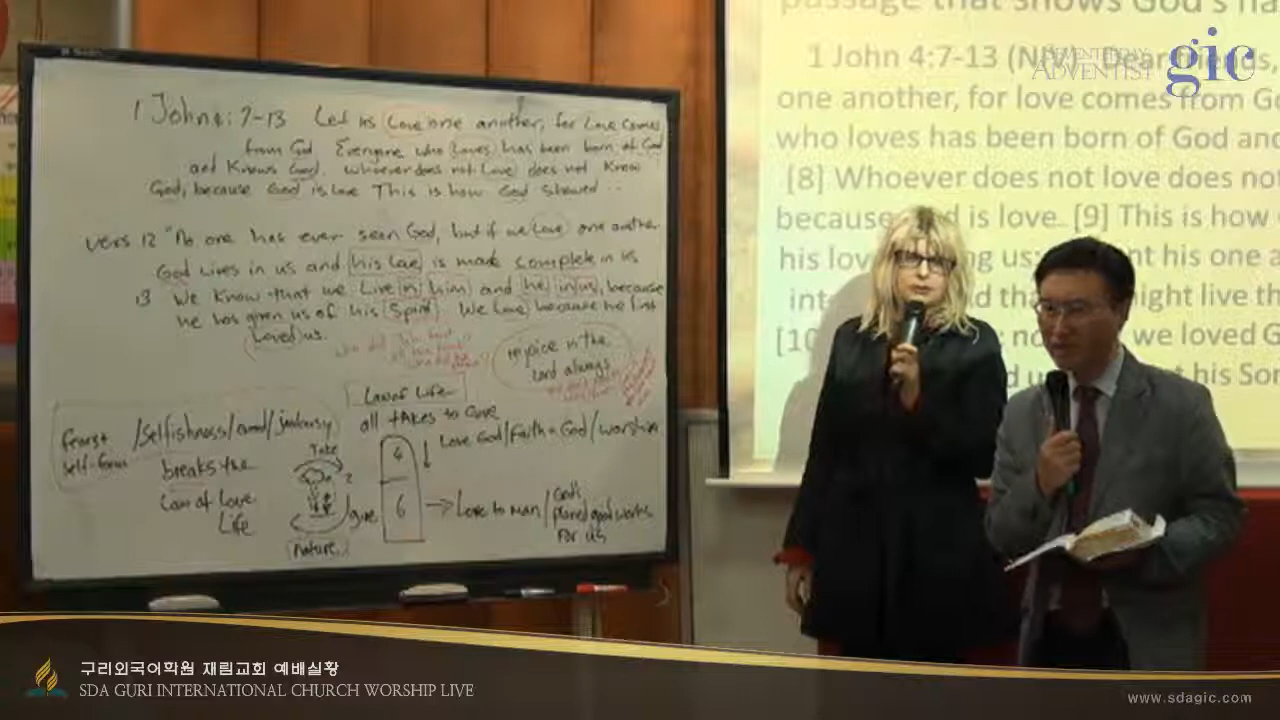 1 John 4:7-13 Let us Love one another, for Love comes
from God Everyone who Loves has been born of God
and Knows God. Whoever does not Love does not Know
God, because God is love This is how God showed ..
vers 12 "No one has ever seen God, but if we Love one another
God Lives in us and his Love is made complete in us
13 We Know that we Live in him and he in us, because
he has given us of his Spirit. We Love because he first
Loved us.
rejoice in the
Lord always
Law of Life
all takes to Give
fear
self-focus
/Selfishness/ /jealousy
breaks the
Law of Love
Life
Take
give
nature
4
6
Love God/Faith God/worship
Love to Man/
God's
planed good works
For us
passage that shows God's
1 John 4:7-13 (NIV) Dear friends,
one another, for love comes from
who loves has been born of God and
[8] Whoever does not love does not
because God is love. [9] This is how
his love among us: sent his one a
might live th
[10 we loved G
his Son
SEVENTH-DAY
ADVENTIST
gic
구리외국어학원 재림교회 예배실황
SDA GURI INTERNATIONAL CHURCH WORSHIP LIVE
www.sdagic.com